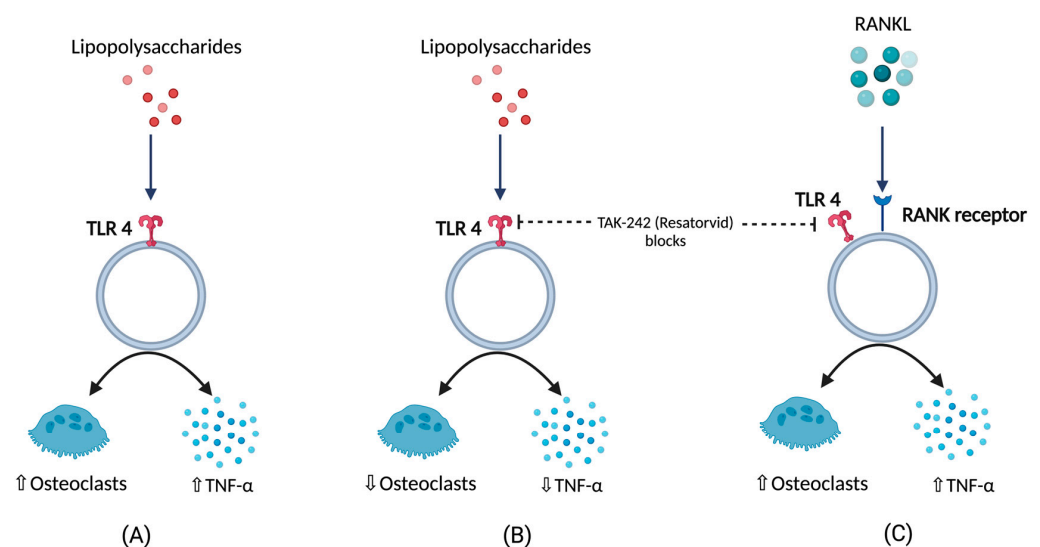 Lipopolysaccharides
TLR 4
⇧Osteoclasts
⇧TNF-α
(A)
Lipopolysaccharides
TLR 4
TAK-242 (Resatorvid)
blocks
⇩Osteoclasts
⇩TNF-α
(B)
RANKL
TLR 4
RANK receptor
⇧Osteoclasts
⇧TNF-α
(C)